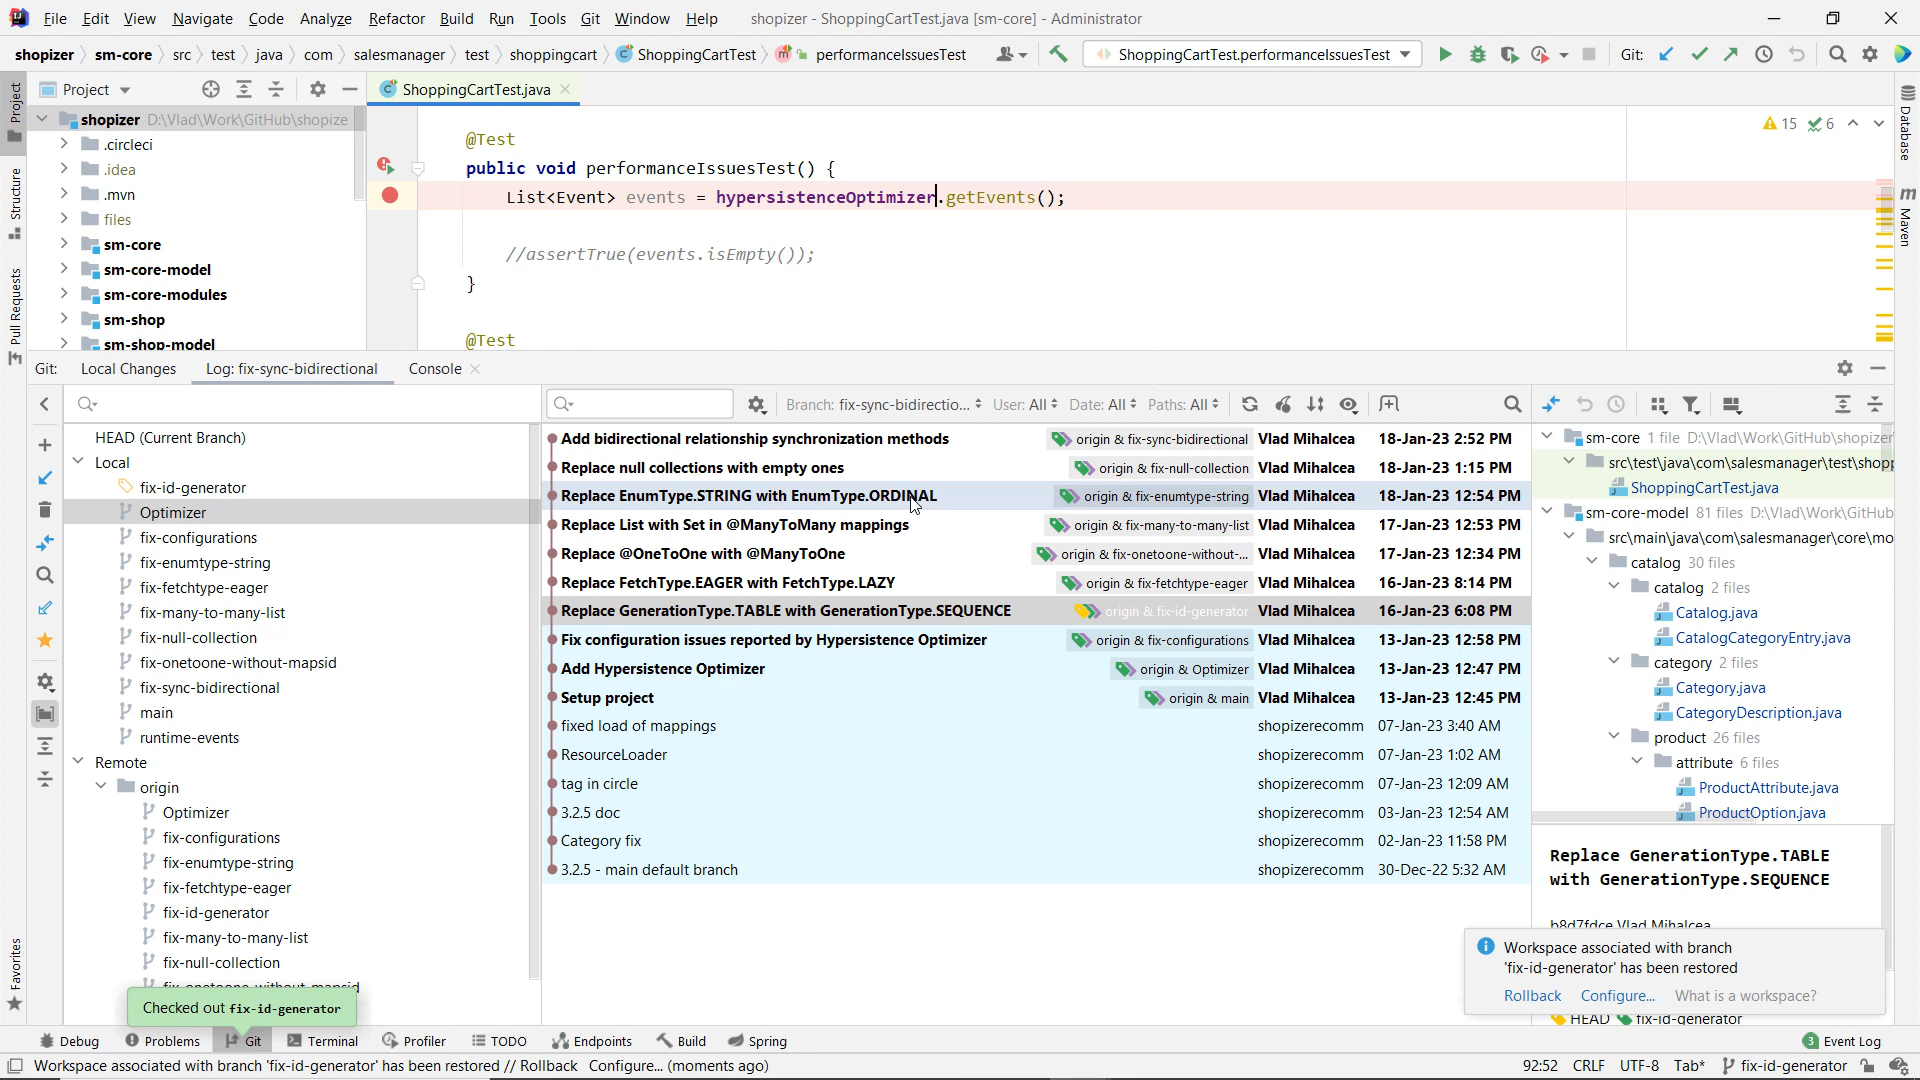 File Edit View Navigate Code Analyze Refactor Build Run Tools Git Window Help shopizer - ShoppingCartTest.java [sm-core] - Administrator
shopizer sm-core src test java com salesmanager test shoppingcart ShoppingCartTest performanceIssuesTest ShoppingCartTest.performanceIssuesTest Git:
Project
Structure
Pull Requests
Favorites
Project
shopizer D:\Vlad\Work\GitHub\shopize
.circleci
.idea
.mvn
files
sm-core
sm-core-model
sm-core-modules
sm-shop
sm-shop-model
ShoppingCartTest.java
@Test
public void performanceIssuesTest() {
List<Event> events = hypersistenceOptimizer.getEvents();
//assertTrue(events.isEmpty());
}
@Test
15 6
Database
Maven
Git: Local Changes Log: fix-sync-bidirectional Console
HEAD (Current Branch)
Local
fix-id-generator
Optimizer
fix-configurations
fix-enumtype-string
fix-fetchtype-eager
fix-many-to-many-list
fix-null-collection
fix-onetoone-without-mapsid
fix-sync-bidirectional
main
runtime-events
Remote
origin
Optimizer
fix-configurations
fix-enumtype-string
fix-fetchtype-eager
fix-id-generator
fix-many-to-many-list
fix-null-collection
fix-onetoone-without-mapsid
Checked out fix-id-generator
Branch: fix-sync-bidirectio... User: All Date: All Paths: All
Add bidirectional relationship synchronization methods origin & fix-sync-bidirectional Vlad Mihalcea 18-Jan-23 2:52 PM
Replace null collections with empty ones origin & fix-null-collection Vlad Mihalcea 18-Jan-23 1:15 PM
Replace EnumType.STRING with EnumType.ORDINAL origin & fix-enumtype-string Vlad Mihalcea 18-Jan-23 12:54 PM
Replace List with Set in @ManyToMany mappings origin & fix-many-to-many-list Vlad Mihalcea 17-Jan-23 12:53 PM
Replace @OneToOne with @ManyToOne origin & fix-onetoone-without-... Vlad Mihalcea 17-Jan-23 12:34 PM
Replace FetchType.EAGER with FetchType.LAZY origin & fix-fetchtype-eager Vlad Mihalcea 16-Jan-23 8:14 PM
Replace GenerationType.TABLE with GenerationType.SEQUENCE origin & fix-id-generator Vlad Mihalcea 16-Jan-23 6:08 PM
Fix configuration issues reported by Hypersistence Optimizer origin & fix-configurations Vlad Mihalcea 13-Jan-23 12:58 PM
Add Hypersistence Optimizer origin & Optimizer Vlad Mihalcea 13-Jan-23 12:47 PM
Setup project origin & main Vlad Mihalcea 13-Jan-23 12:45 PM
fixed load of mappings shopizerecomm 07-Jan-23 3:40 AM
ResourceLoader shopizerecomm 07-Jan-23 1:02 AM
tag in circle shopizerecomm 07-Jan-23 12:09 AM
3.2.5 doc shopizerecomm 03-Jan-23 12:54 AM
Category fix shopizerecomm 02-Jan-23 11:58 PM
3.2.5 - main default branch shopizerecomm 30-Dec-22 5:32 AM
sm-core 1 file D:\Vlad\Work\GitHub\shopizer
src\test\java\com\salesmanager\test\shopp
ShoppingCartTest.java
sm-core-model 81 files D:\Vlad\Work\GitHub
src\main\java\com\salesmanager\core\mo
catalog 30 files
catalog 2 files
Catalog.java
CatalogCategoryEntry.java
category 2 files
Category.java
CategoryDescription.java
product 26 files
attribute 6 files
ProductAttribute.java
ProductOption.java
Replace GenerationType.TABLE
with GenerationType.SEQUENCE
b8d7fdce Vlad Mihalcea
Workspace associated with branch
'fix-id-generator' has been restored
Rollback Configure... What is a workspace?
HEAD fix-id-generator
Debug Problems Git Terminal Profiler TODO Endpoints Build Spring 3 Event Log
Workspace associated with branch 'fix-id-generator' has been restored // Rollback Configure... (moments ago) 92:52 CRLF UTF-8 Tab* fix-id-generator